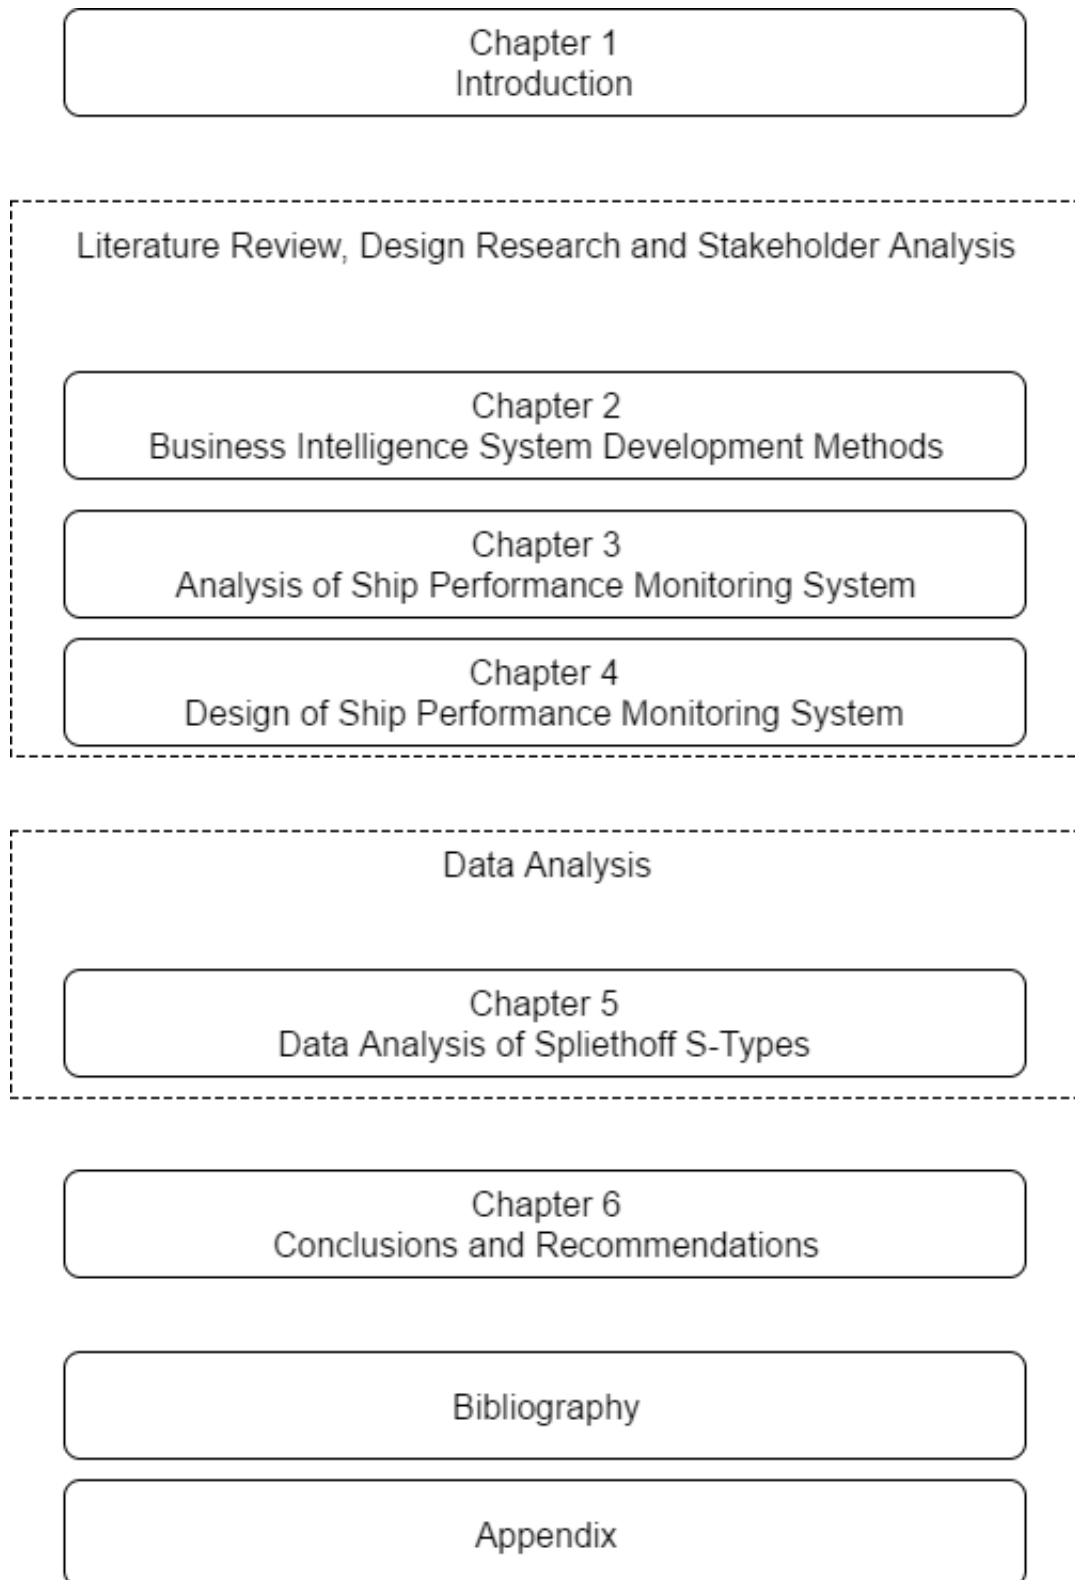 Chapter 1
Introduction
Literature Review, Design Research and Stakeholder Analysis
Chapter 2
Business Intelligence System Development Methods
Chapter 3
Analysis of Ship Performance Monitoring System
Chapter 4
Design of Ship Performance Monitoring System
Data Analysis
Chapter 5
Data Analysis of Spliethoff S-Types
Chapter 6
Conclusions and Recommendations
Bibliography
Appendix